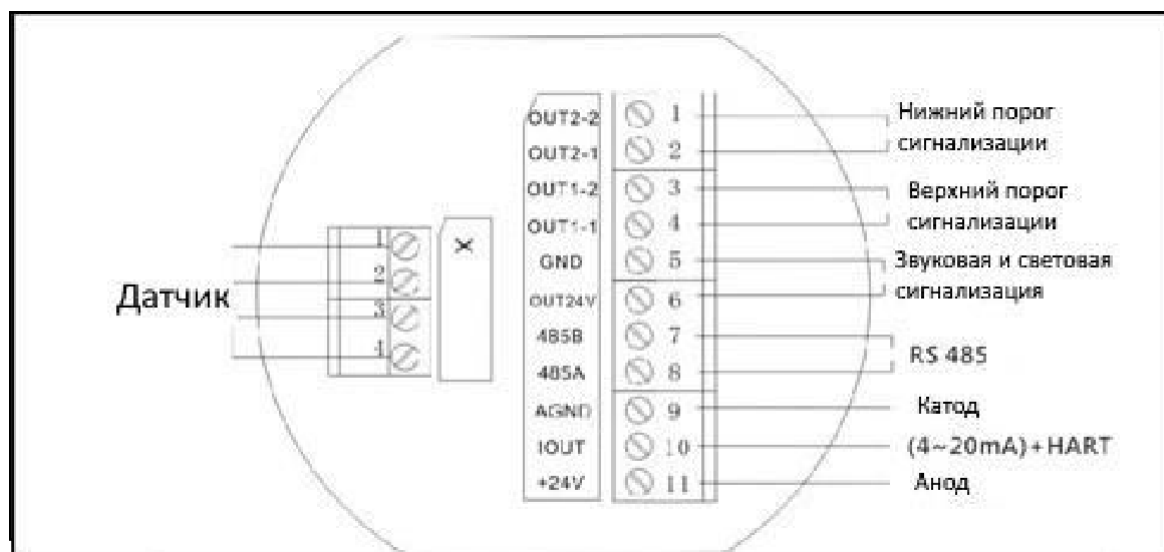 OUT2-2 1 Нижний порог
сигнализации
OUT2-1 2
OUT1-2 3 Верхний порог
OUT1-1 4 сигнализации
GND 5 Звуковая и световая
сигнализация
OUT24V 6
485B 7
RS 485
485A 8
AGND 9 Катод
IOUT 10 (4~20mA)+HART
+24V 11 Анод
Датчик
1
2
3
4
X